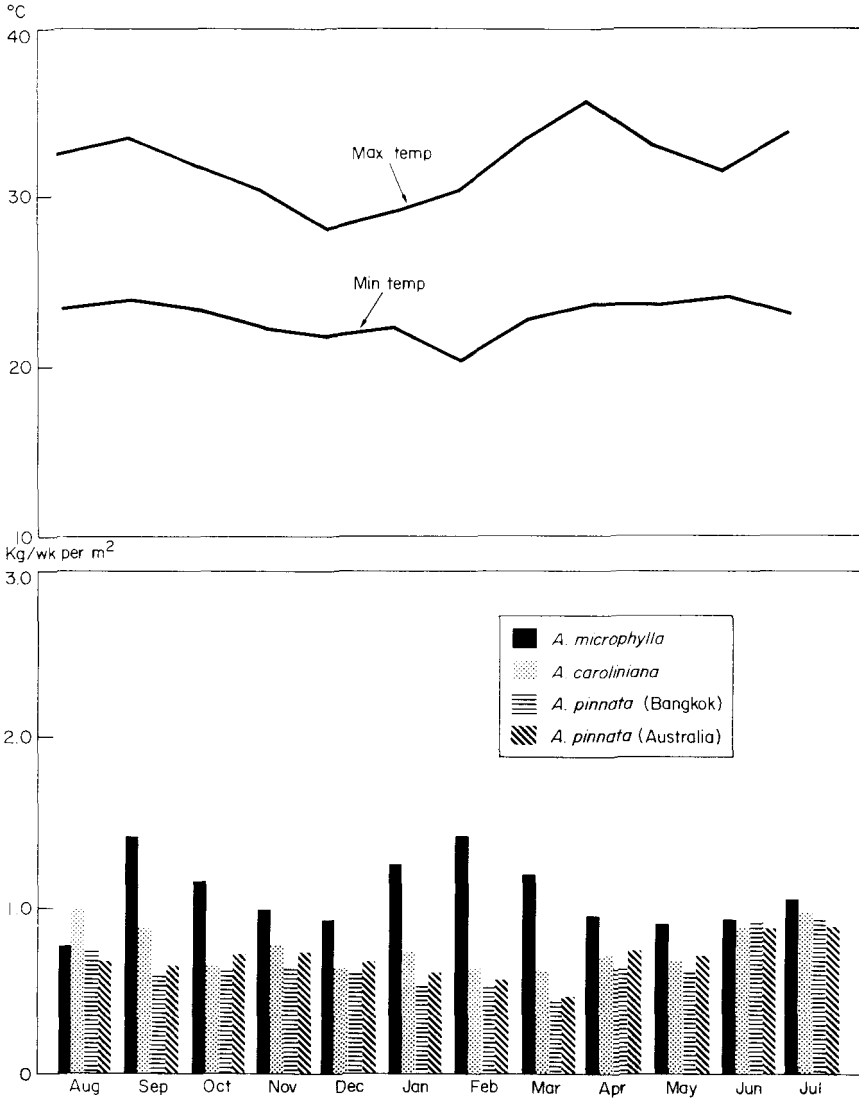 °C
40
Max temp
30
Min temp
20
10
Kg/wk per m²
3.0
A. microphylla
A. caroliniana
A. pinnata (Bangkok)
A. pinnata (Australia)
2.0
1.0
0
Aug Sep Oct Nov Dec Jan Feb Mar Apr May Jun Jul